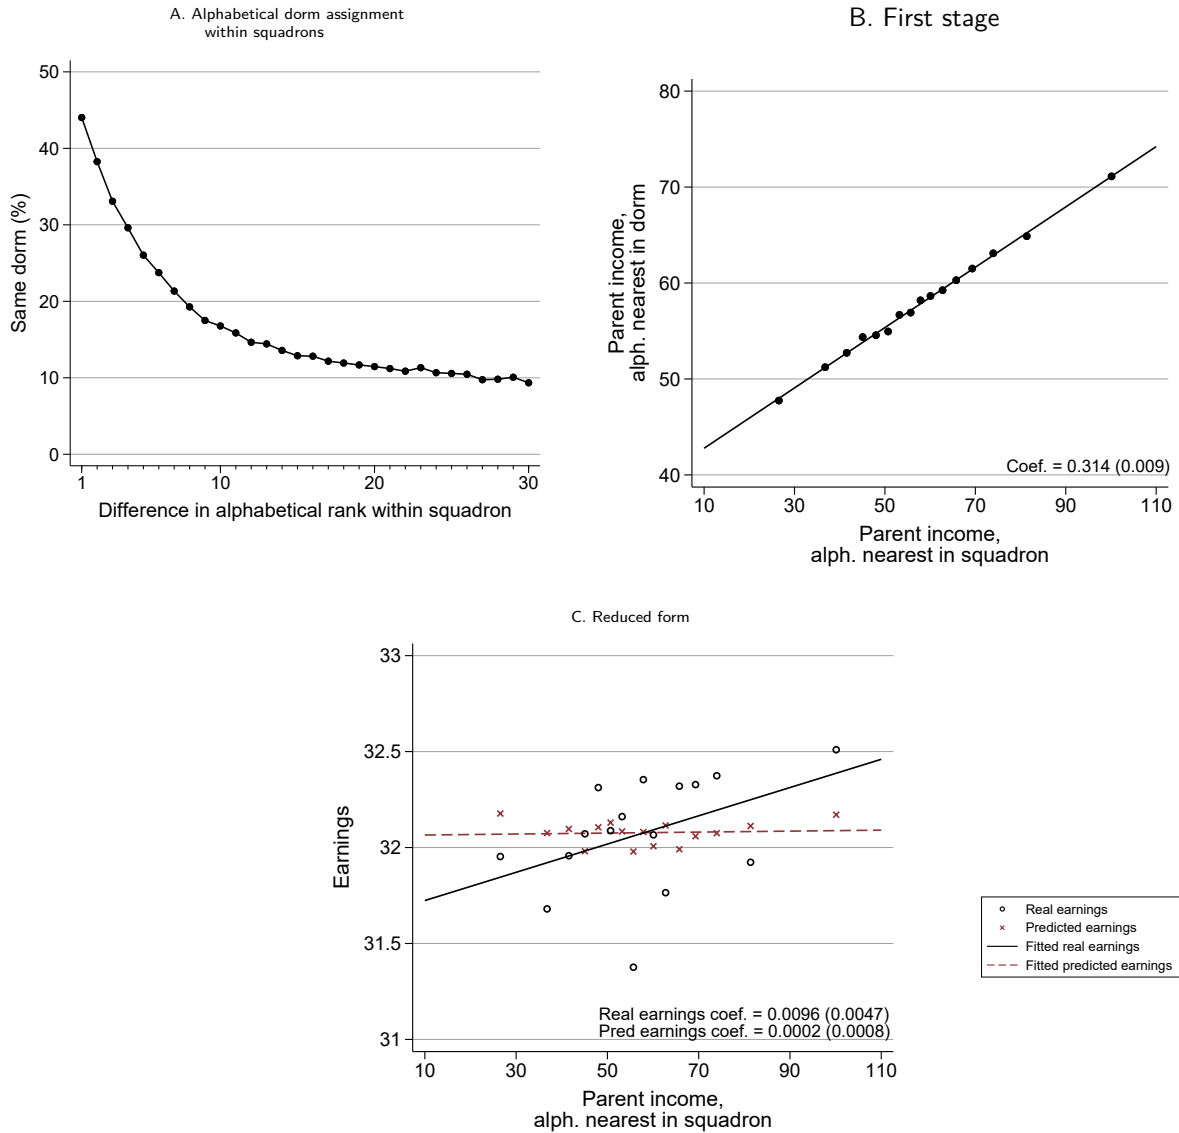 A. Alphabetical dorm assignment
within squadrons
50
40
30
20
10
0
Same dorm (%)
1
10
20
30
Difference in alphabetical rank within squadron
B. First stage
80
70
60
50
40
Parent income,
alph. nearest in dorm
Coef. = 0.314 (0.009)
10
30
50
70
90
110
Parent income,
alph. nearest in squadron
C. Reduced form
33
32.5
32
31.5
31
Earnings
Real earnings coef. = 0.0096 (0.0047)
Pred earnings coef. = 0.0002 (0.0008)
10
30
50
70
90
110
Parent income,
alph. nearest in squadron
Real earnings
Predicted earnings
Fitted real earnings
Fitted predicted earnings